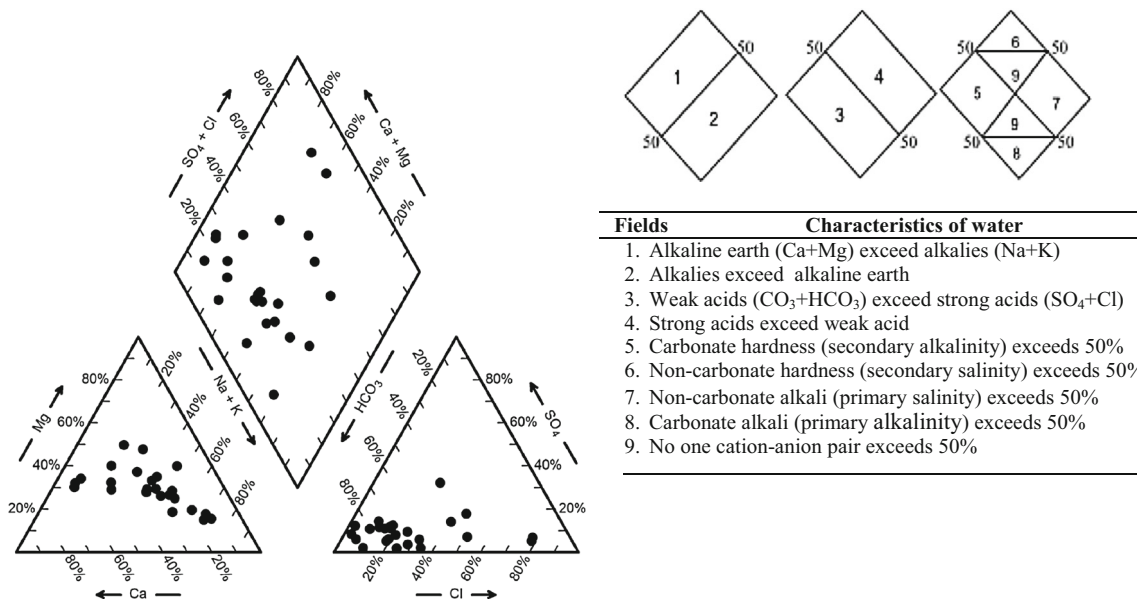 80%
80%
SO₄ + Cl
Ca + Mg
60%
60%
40%
40%
20%
20%
Mg
80%
60%
40%
20%
20%
40%
60%
80%
Na + K
HCO₃
20%
40%
60%
80%
SO₄
80%
60%
40%
20%
80%
60%
40%
20%
Ca
20%
40%
60%
80%
Cl
1
2
50
50
4
3
50
50
6
50
50
9
5
7
9
50
50
8
Fields Characteristics of water
1. Alkaline earth (Ca+Mg) exceed alkalies (Na+K)
2. Alkalies exceed alkaline earth
3. Weak acids (CO₃+HCO₃) exceed strong acids (SO₄+Cl)
4. Strong acids exceed weak acid
5. Carbonate hardness (secondary alkalinity) exceeds 50%
6. Non-carbonate hardness (secondary salinity) exceeds 50%
7. Non-carbonate alkali (primary salinity) exceeds 50%
8. Carbonate alkali (primary alkalinity) exceeds 50%
9. No one cation-anion pair exceeds 50%